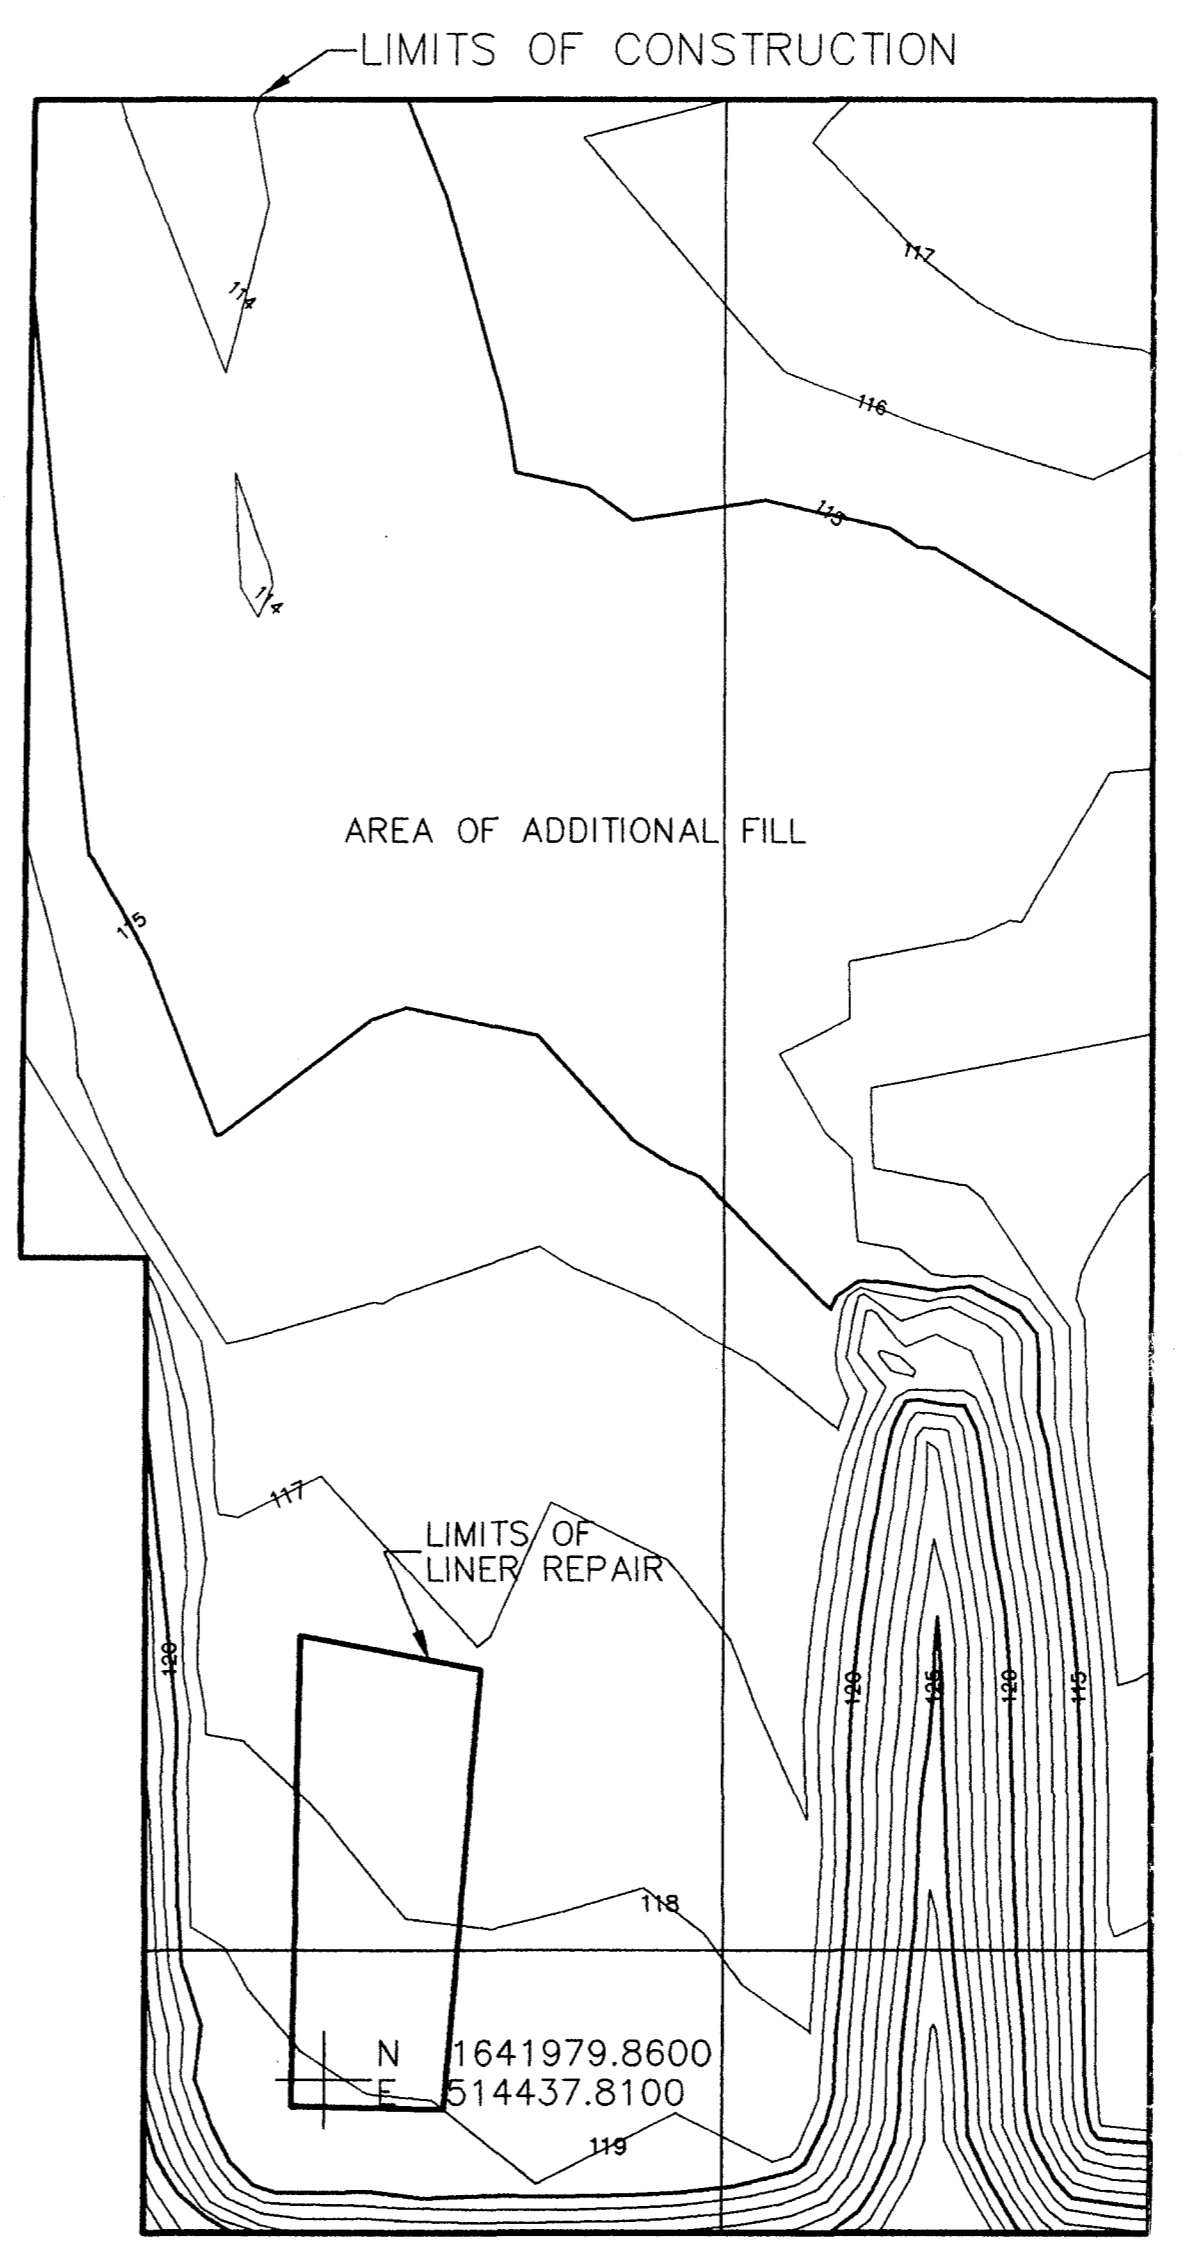 LIMITS OF CONSTRUCTION
117
114
116
115
114
AREA OF ADDITIONAL FILL
115
117
LIMITS OF
LINER REPAIR
120
120
125
120
115
118
N 1641979.8600
E 514437.8100
119